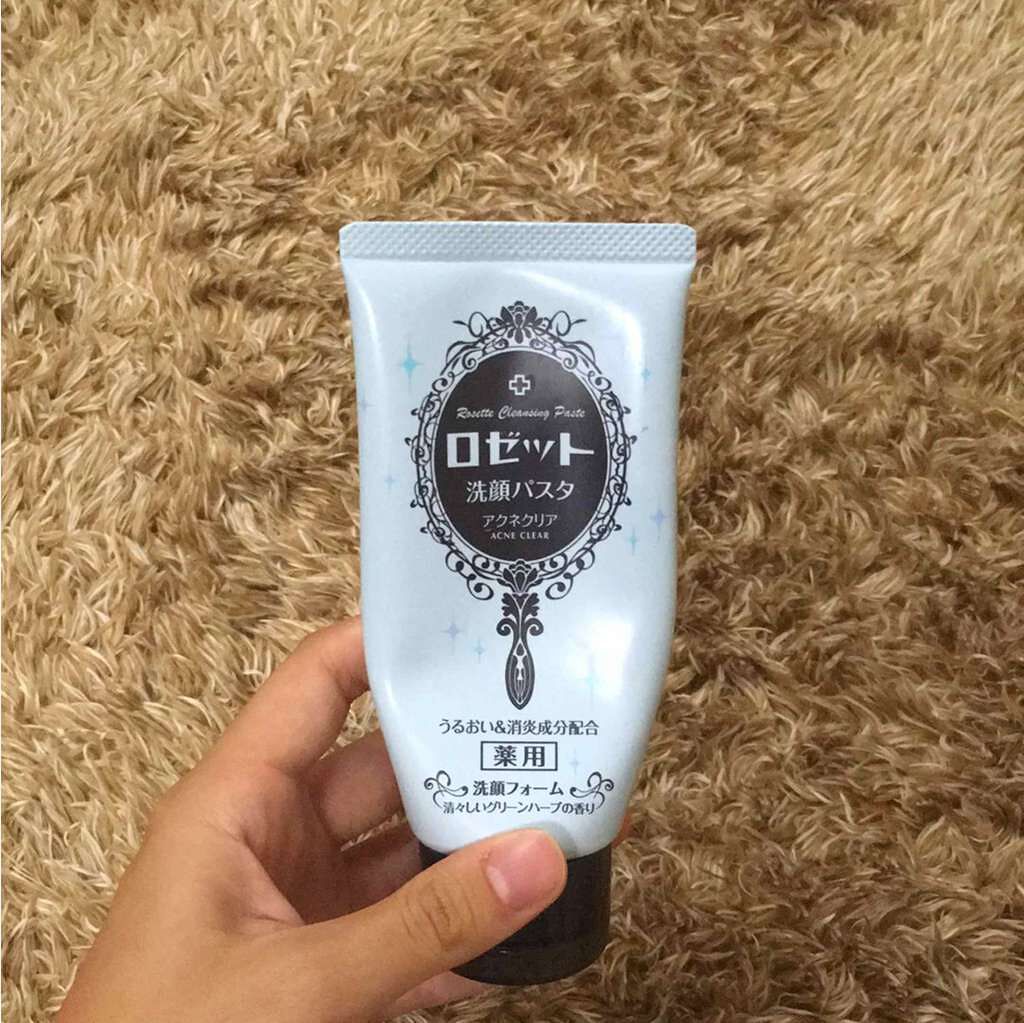 Rosette Cleansing Paste
ロゼット
洗顔パスタ
アクネクリア
ACNE CLEAR
うるおい&消炎成分配合
薬用
洗顔フォーム
清々しいグリーンハーブの香り